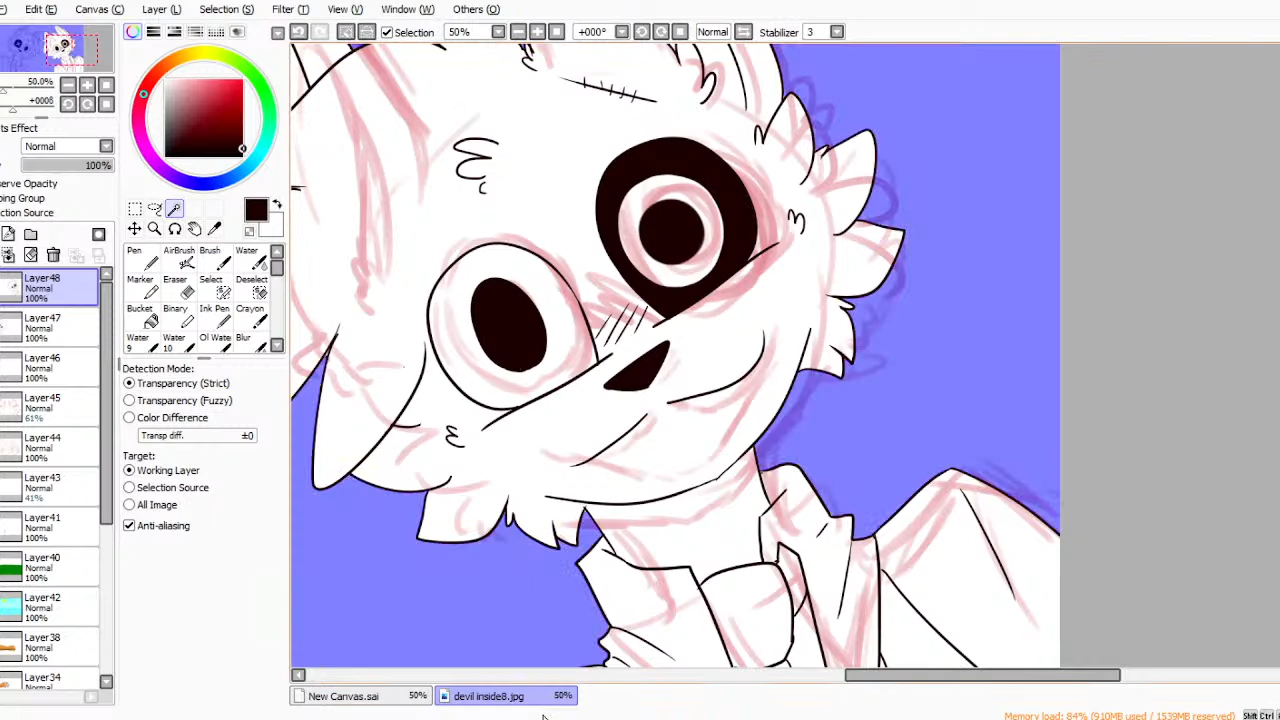 Edit (E) Canvas (C) Layer (L) Selection (S) Filter (T) View (V) Window (W) Others (O)
Selection 50% +000° Normal Stabilizer 3
50.0%
+000°
Effect
Normal
100%
Opacity
Group
Source
Pen AirBrush Brush Water
Marker Eraser Select Deselect
Bucket Binary Ink Pen Crayon
Water 9 Water 10 Ol Water Blur
Layer48
Normal
100%
Layer47
Normal
100%
Layer46
Normal
100%
Layer45
Normal
61%
Layer44
Normal
100%
Layer43
Normal
41%
Layer41
Normal
100%
Layer40
Normal
100%
Layer42
Normal
100%
Layer38
Normal
100%
Layer34
Normal
100%
Detection Mode:
Transparency (Strict)
Transparency (Fuzzy)
Color Difference
Transp diff. ±0
Target:
Working Layer
Selection Source
All Image
Anti-aliasing
New Canvas.sai 50% devil inside8.jpg 50%
Memory load: 84% (910MB used / 1539MB reserved) Shift Ctrl